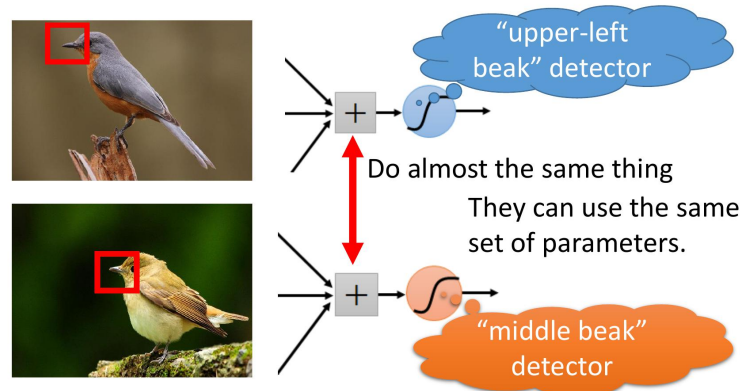 “upper-left
beak” detector
+
Do almost the same thing
They can use the same
set of parameters.
+
“middle beak”
detector